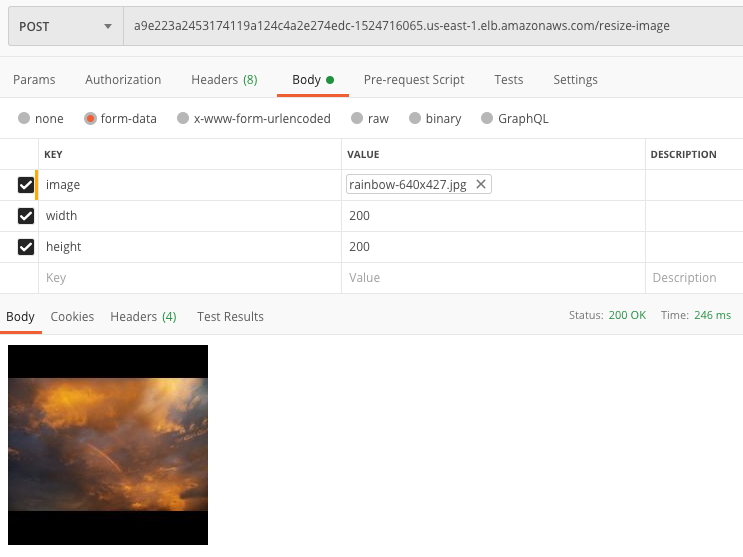 POST a9e223a2453174119a124c4a2e274edc-1524716065.us-east-1.elb.amazonaws.com/resize-image
Params Authorization Headers (8) Body Pre-request Script Tests Settings
none form-data x-www-form-urlencoded raw binary GraphQL
KEY VALUE DESCRIPTION
image rainbow-640x427.jpg
width 200
height 200
Key Value Description
Body Cookies Headers (4) Test Results Status: 200 OK Time: 246 ms